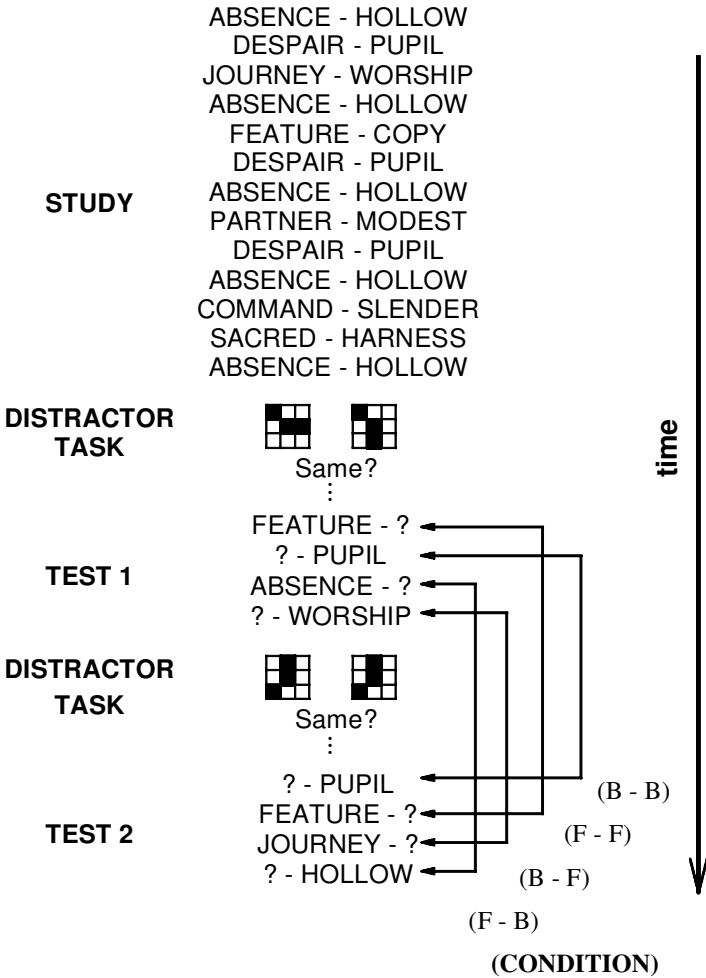 ABSENCE - HOLLOW
DESPAIR - PUPIL
JOURNEY - WORSHIP
ABSENCE - HOLLOW
FEATURE - COPY
DESPAIR - PUPIL
STUDY
ABSENCE - HOLLOW
PARTNER - MODEST
DESPAIR - PUPIL
ABSENCE - HOLLOW
COMMAND - SLENDER
SACRED - HARNESS
ABSENCE - HOLLOW
DISTRACTOR
TASK
Same?
⋮
time
TEST 1
FEATURE - ?
? - PUPIL
ABSENCE - ?
? - WORSHIP
DISTRACTOR
TASK
Same?
⋮
TEST 2
? - PUPIL
(B - B)
FEATURE - ?
(F - F)
JOURNEY - ?
? - HOLLOW
(B - F)
(F - B)
(CONDITION)